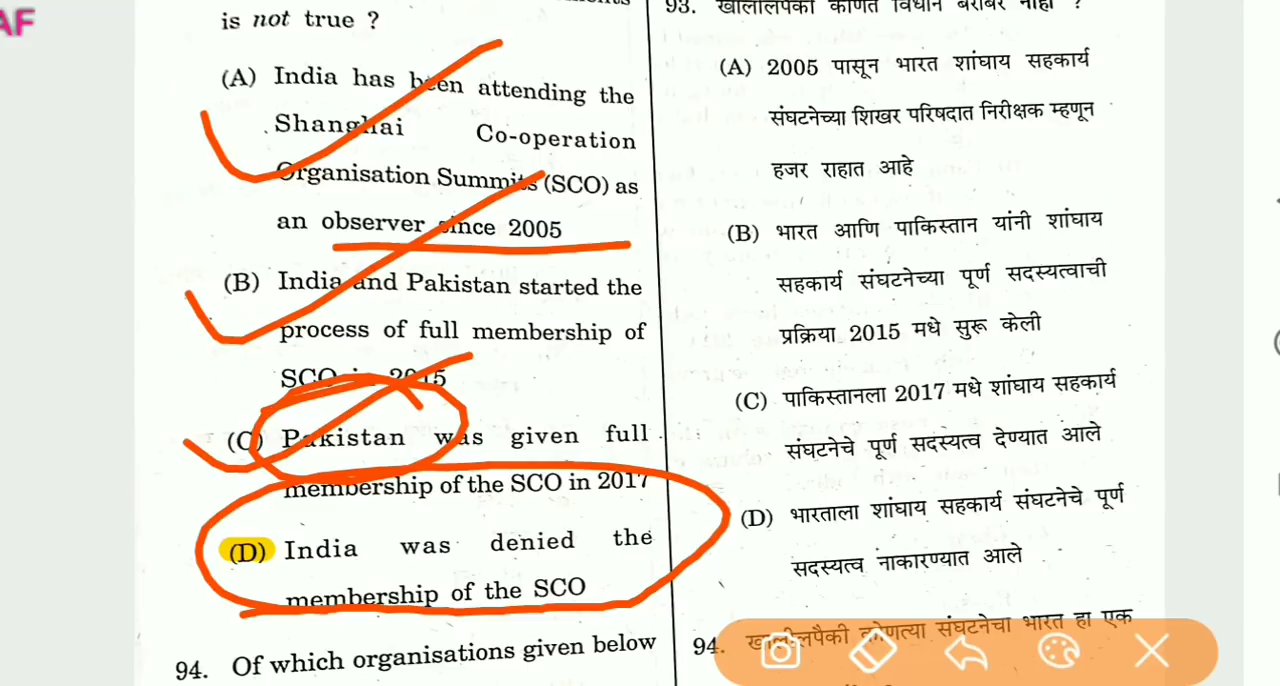 AF
is not true ?
(A) India has been attending the
Shanghai Co-operation
Organisation Summits (SCO) as
an observer since 2005
(B) India and Pakistan started the
process of full membership of
SCO in 2015
(C) Pakistan was given full
membership of the SCO in 2017
(D) India was denied the
membership of the SCO
94. Of which organisations given below
93. खालीलपैकी कोणते विधान बरोबर नाही ?
(A) 2005 पासून भारत शांघाय सहकार्य
संघटनेच्या शिखर परिषदात निरीक्षक म्हणून
हजर राहात आहे
(B) भारत आणि पाकिस्तान यांनी शांघाय
सहकार्य संघटनेच्या पूर्ण सदस्यत्वाची
प्रक्रिया 2015 मधे सुरू केली
(C) पाकिस्तानला 2017 मधे शांघाय सहकार्य
संघटनेचे पूर्ण सदस्यत्व देण्यात आले
(D) भारताला शांघाय सहकार्य संघटनेचे पूर्ण
सदस्यत्व नाकारण्यात आले
94. खालीलपैकी कोणत्या संघटनेचा भारत हा एक